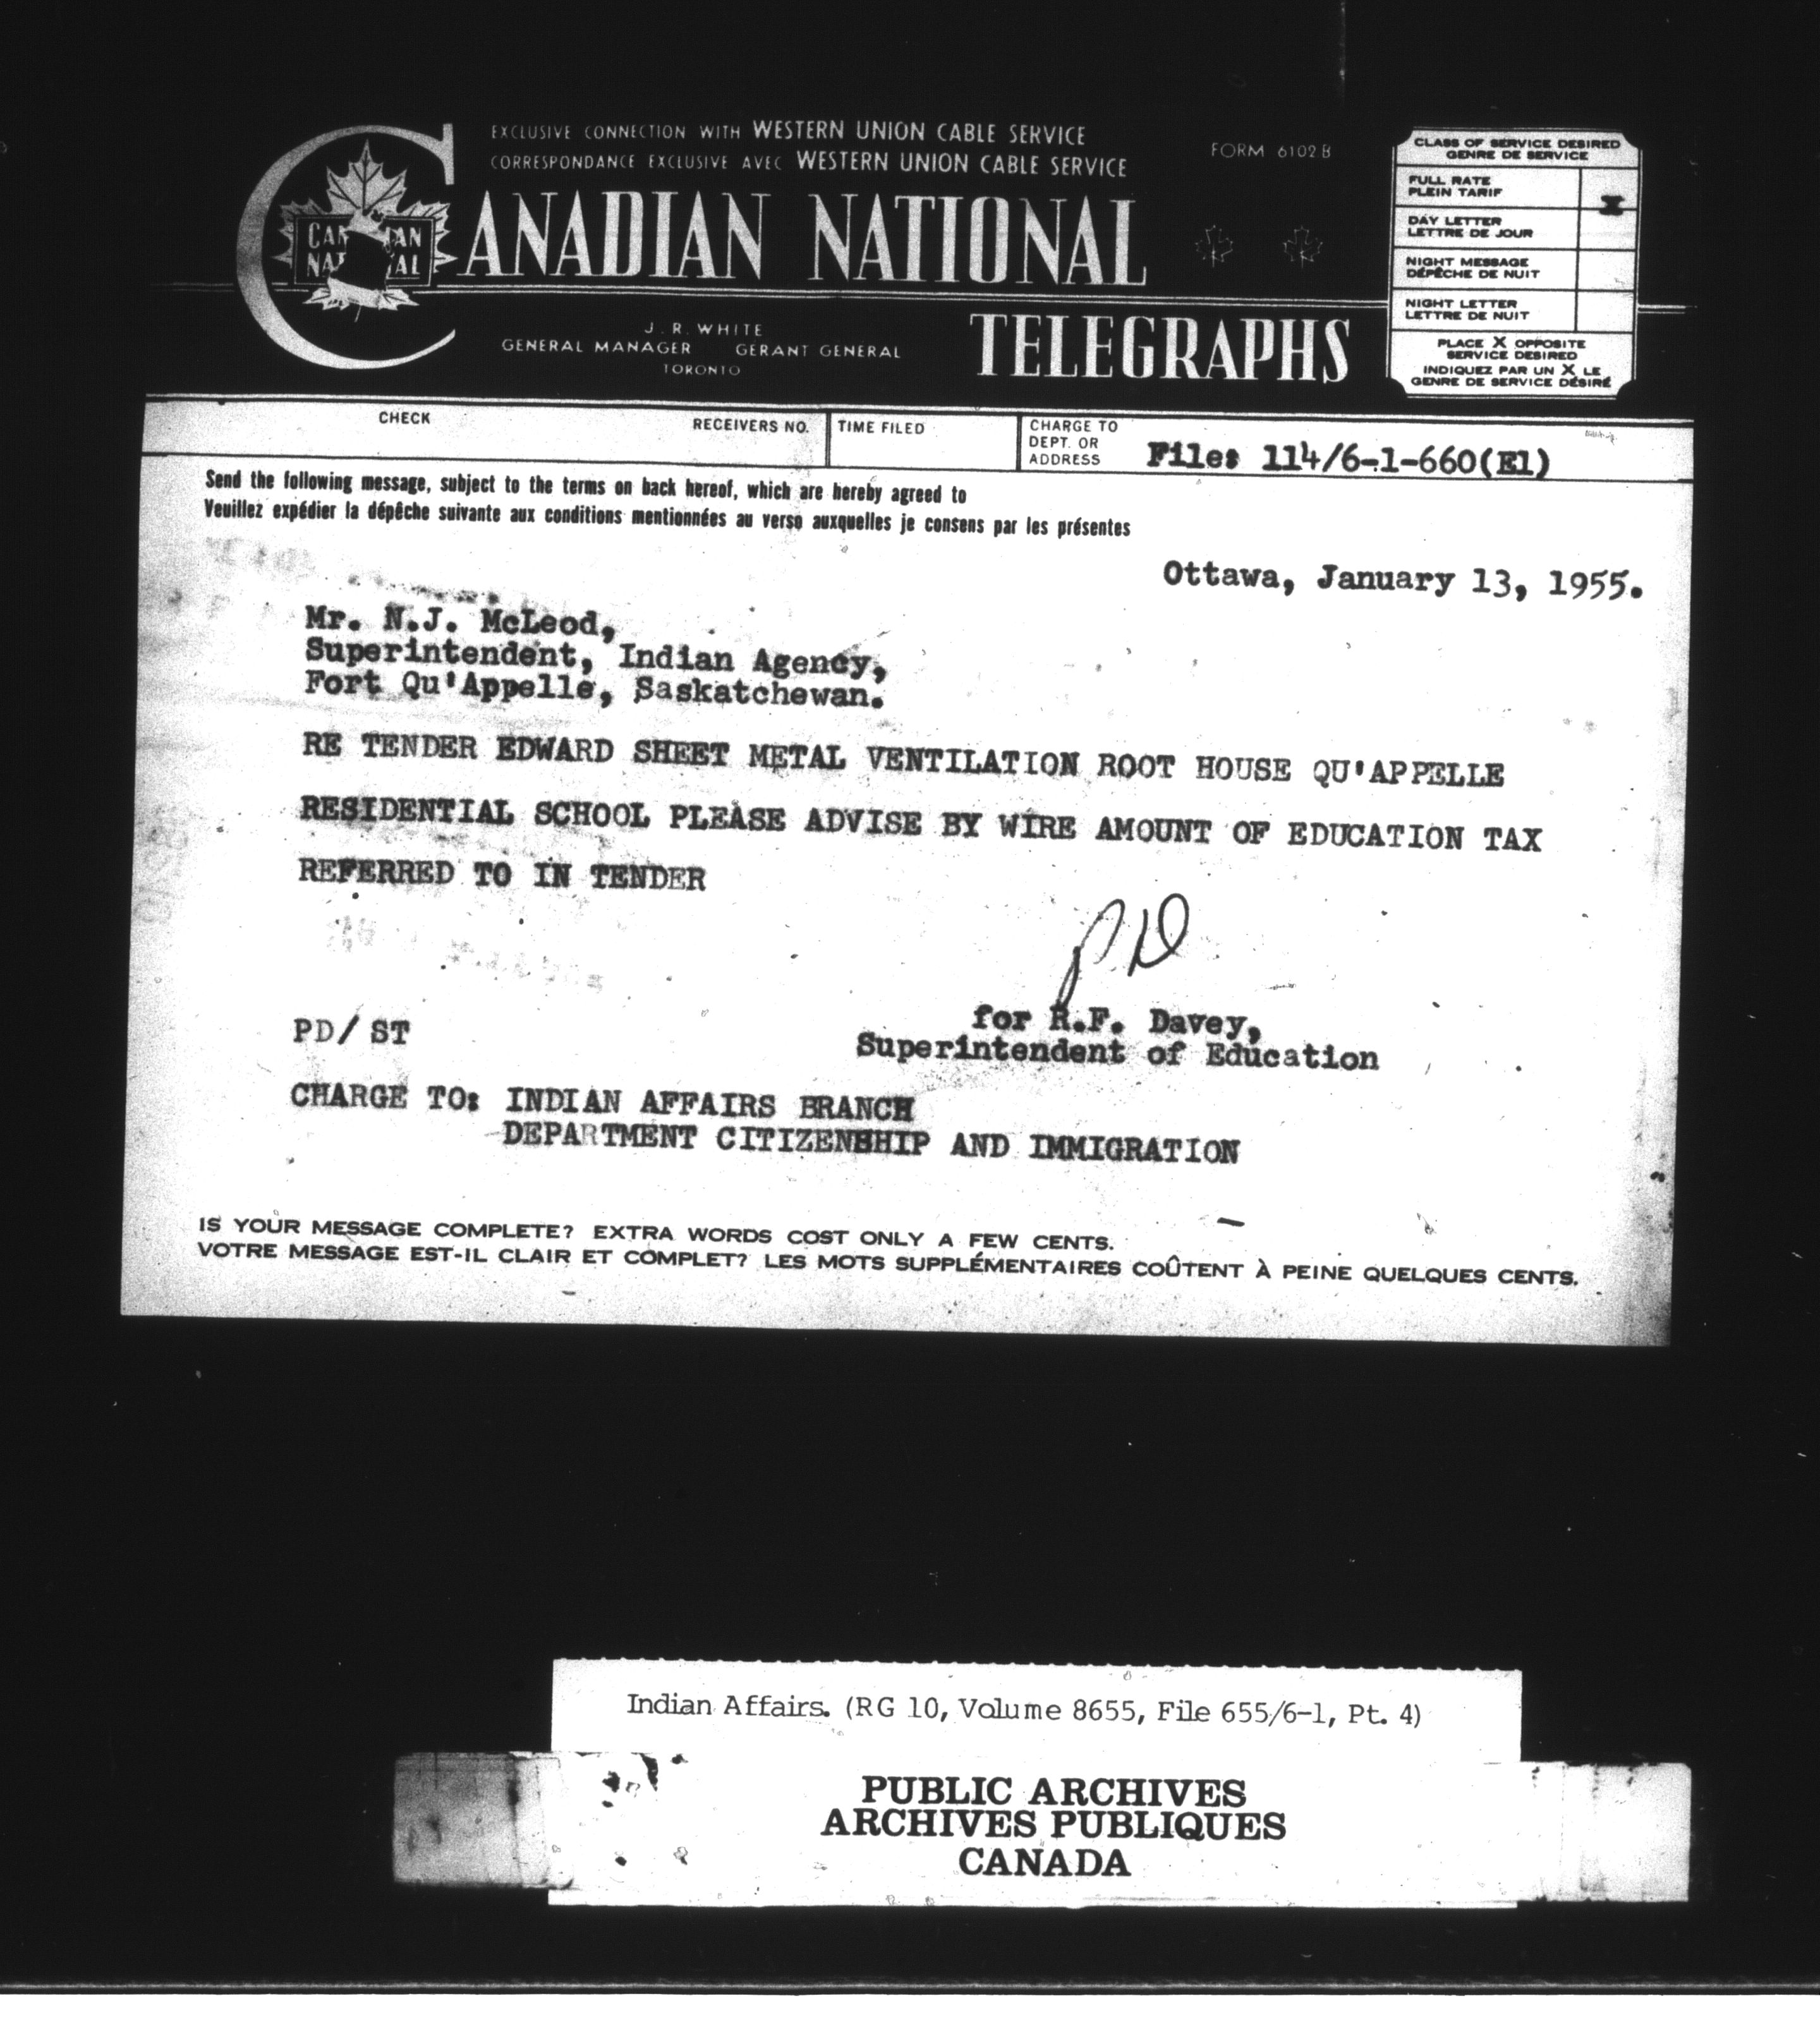 EXCLUSIVE CONNECTION WITH WESTERN UNION CABLE SERVICE
CORRESPONDANCE EXCLUSIVE AVEC WESTERN UNION CABLE SERVICE
FORM 6102 B
CANADIAN NATIONAL
TELEGRAPHS
J. R. WHITE
GENERAL MANAGER GERANT GENERAL
TORONTO
CLASS OF SERVICE DESIRED
GENRE DE SERVICE
FULL RATE
PLEIN TARIF
X
DAY LETTER
LETTRE DE JOUR
NIGHT MESSAGE
DÉPÊCHE DE NUIT
NIGHT LETTER
LETTRE DE NUIT
PLACE X OPPOSITE
SERVICE DESIRED
INDIQUEZ PAR UN X LE
GENRE DE SERVICE DÉSIRÉ
CHECK
RECEIVERS NO.
TIME FILED
CHARGE TO
DEPT. OR
ADDRESS
File: 114/6-1-660(E1)
Send the following message, subject to the terms on back hereof, which are hereby agreed to
Veuillez expédier la dépêche suivante aux conditions mentionnées au verso auxquelles je consens par les présentes
Ottawa, January 13, 1955.
Mr. N.J. McLeod,
Superintendent, Indian Agency,
Fort Qu'Appelle, Saskatchewan.
RE TENDER EDWARD SHEET METAL VENTILATION ROOT HOUSE QU'APPELLE
RESIDENTIAL SCHOOL PLEASE ADVISE BY WIRE AMOUNT OF EDUCATION TAX
REFERRED TO IN TENDER
PD
for R.F. Davey,
Superintendent of Education
PD/ST
CHARGE TO: INDIAN AFFAIRS BRANCH
DEPARTMENT CITIZENSHIP AND IMMIGRATION
IS YOUR MESSAGE COMPLETE? EXTRA WORDS COST ONLY A FEW CENTS.
VOTRE MESSAGE EST-IL CLAIR ET COMPLET? LES MOTS SUPPLÉMENTAIRES COÛTENT À PEINE QUELQUES CENTS.
Indian Affairs. (RG 10, Volume 8655, File 655/6-1, Pt. 4)
PUBLIC ARCHIVES
ARCHIVES PUBLIQUES
CANADA